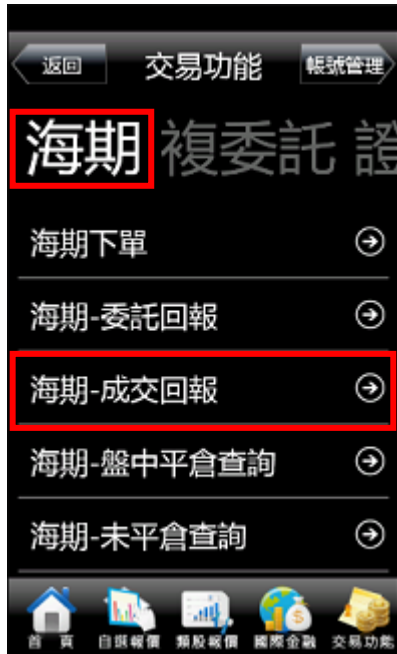 返回 交易功能 帳號管理
海期 複委託 證
海期下單
海期-委託回報
海期-成交回報
海期-盤中平倉查詢
海期-未平倉查詢
首頁 自選報價 類股報價 國際金融 交易功能